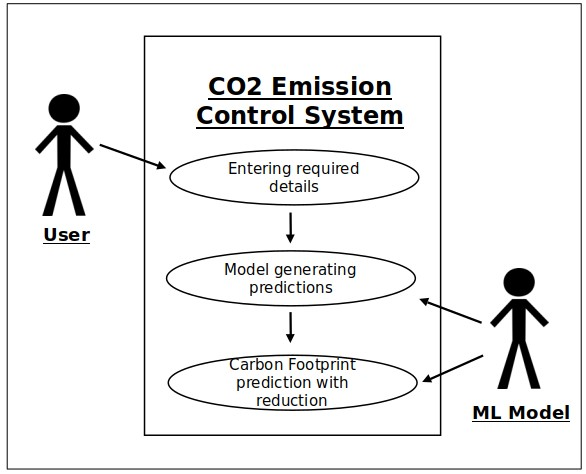 CO2 Emission
Control System
Entering required
details
User
Model generating
predictions
Carbon Footprint
prediction with
reduction
ML Model